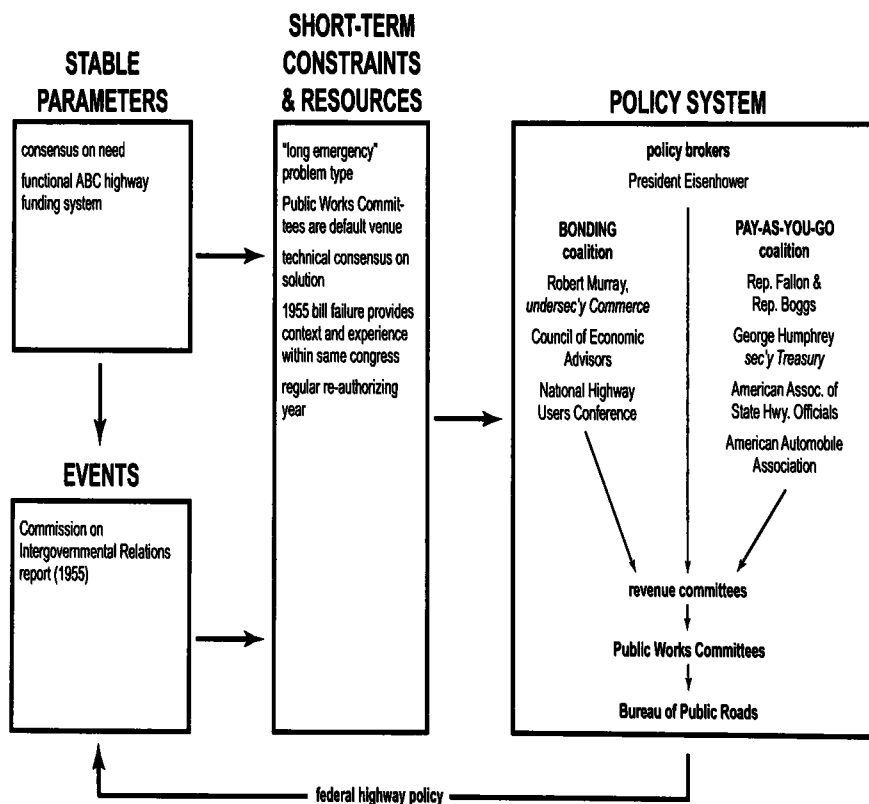 STABLE
PARAMETERS
consensus on need
functional ABC highway
funding system
EVENTS
Commission on
Intergovernmental Relations
report (1955)
SHORT-TERM
CONSTRAINTS
& RESOURCES
"long emergency"
problem type
Public Works Commit-
tees are default venue
technical consensus on
solution
1955 bill failure provides
context and experience
within same congress
regular re-authorizing
year
POLICY SYSTEM
policy brokers
President Eisenhower
BONDING
coalition
Robert Murray,
undersec'y Commerce
Council of Economic
Advisors
National Highway
Users Conference
PAY-AS-YOU-GO
coalition
Rep. Fallon &
Rep. Boggs
George Humphrey
sec'y Treasury
American Assoc. of
State Hwy. Officials
American Automobile
Association
revenue committees
Public Works Committees
Bureau of Public Roads
federal highway policy